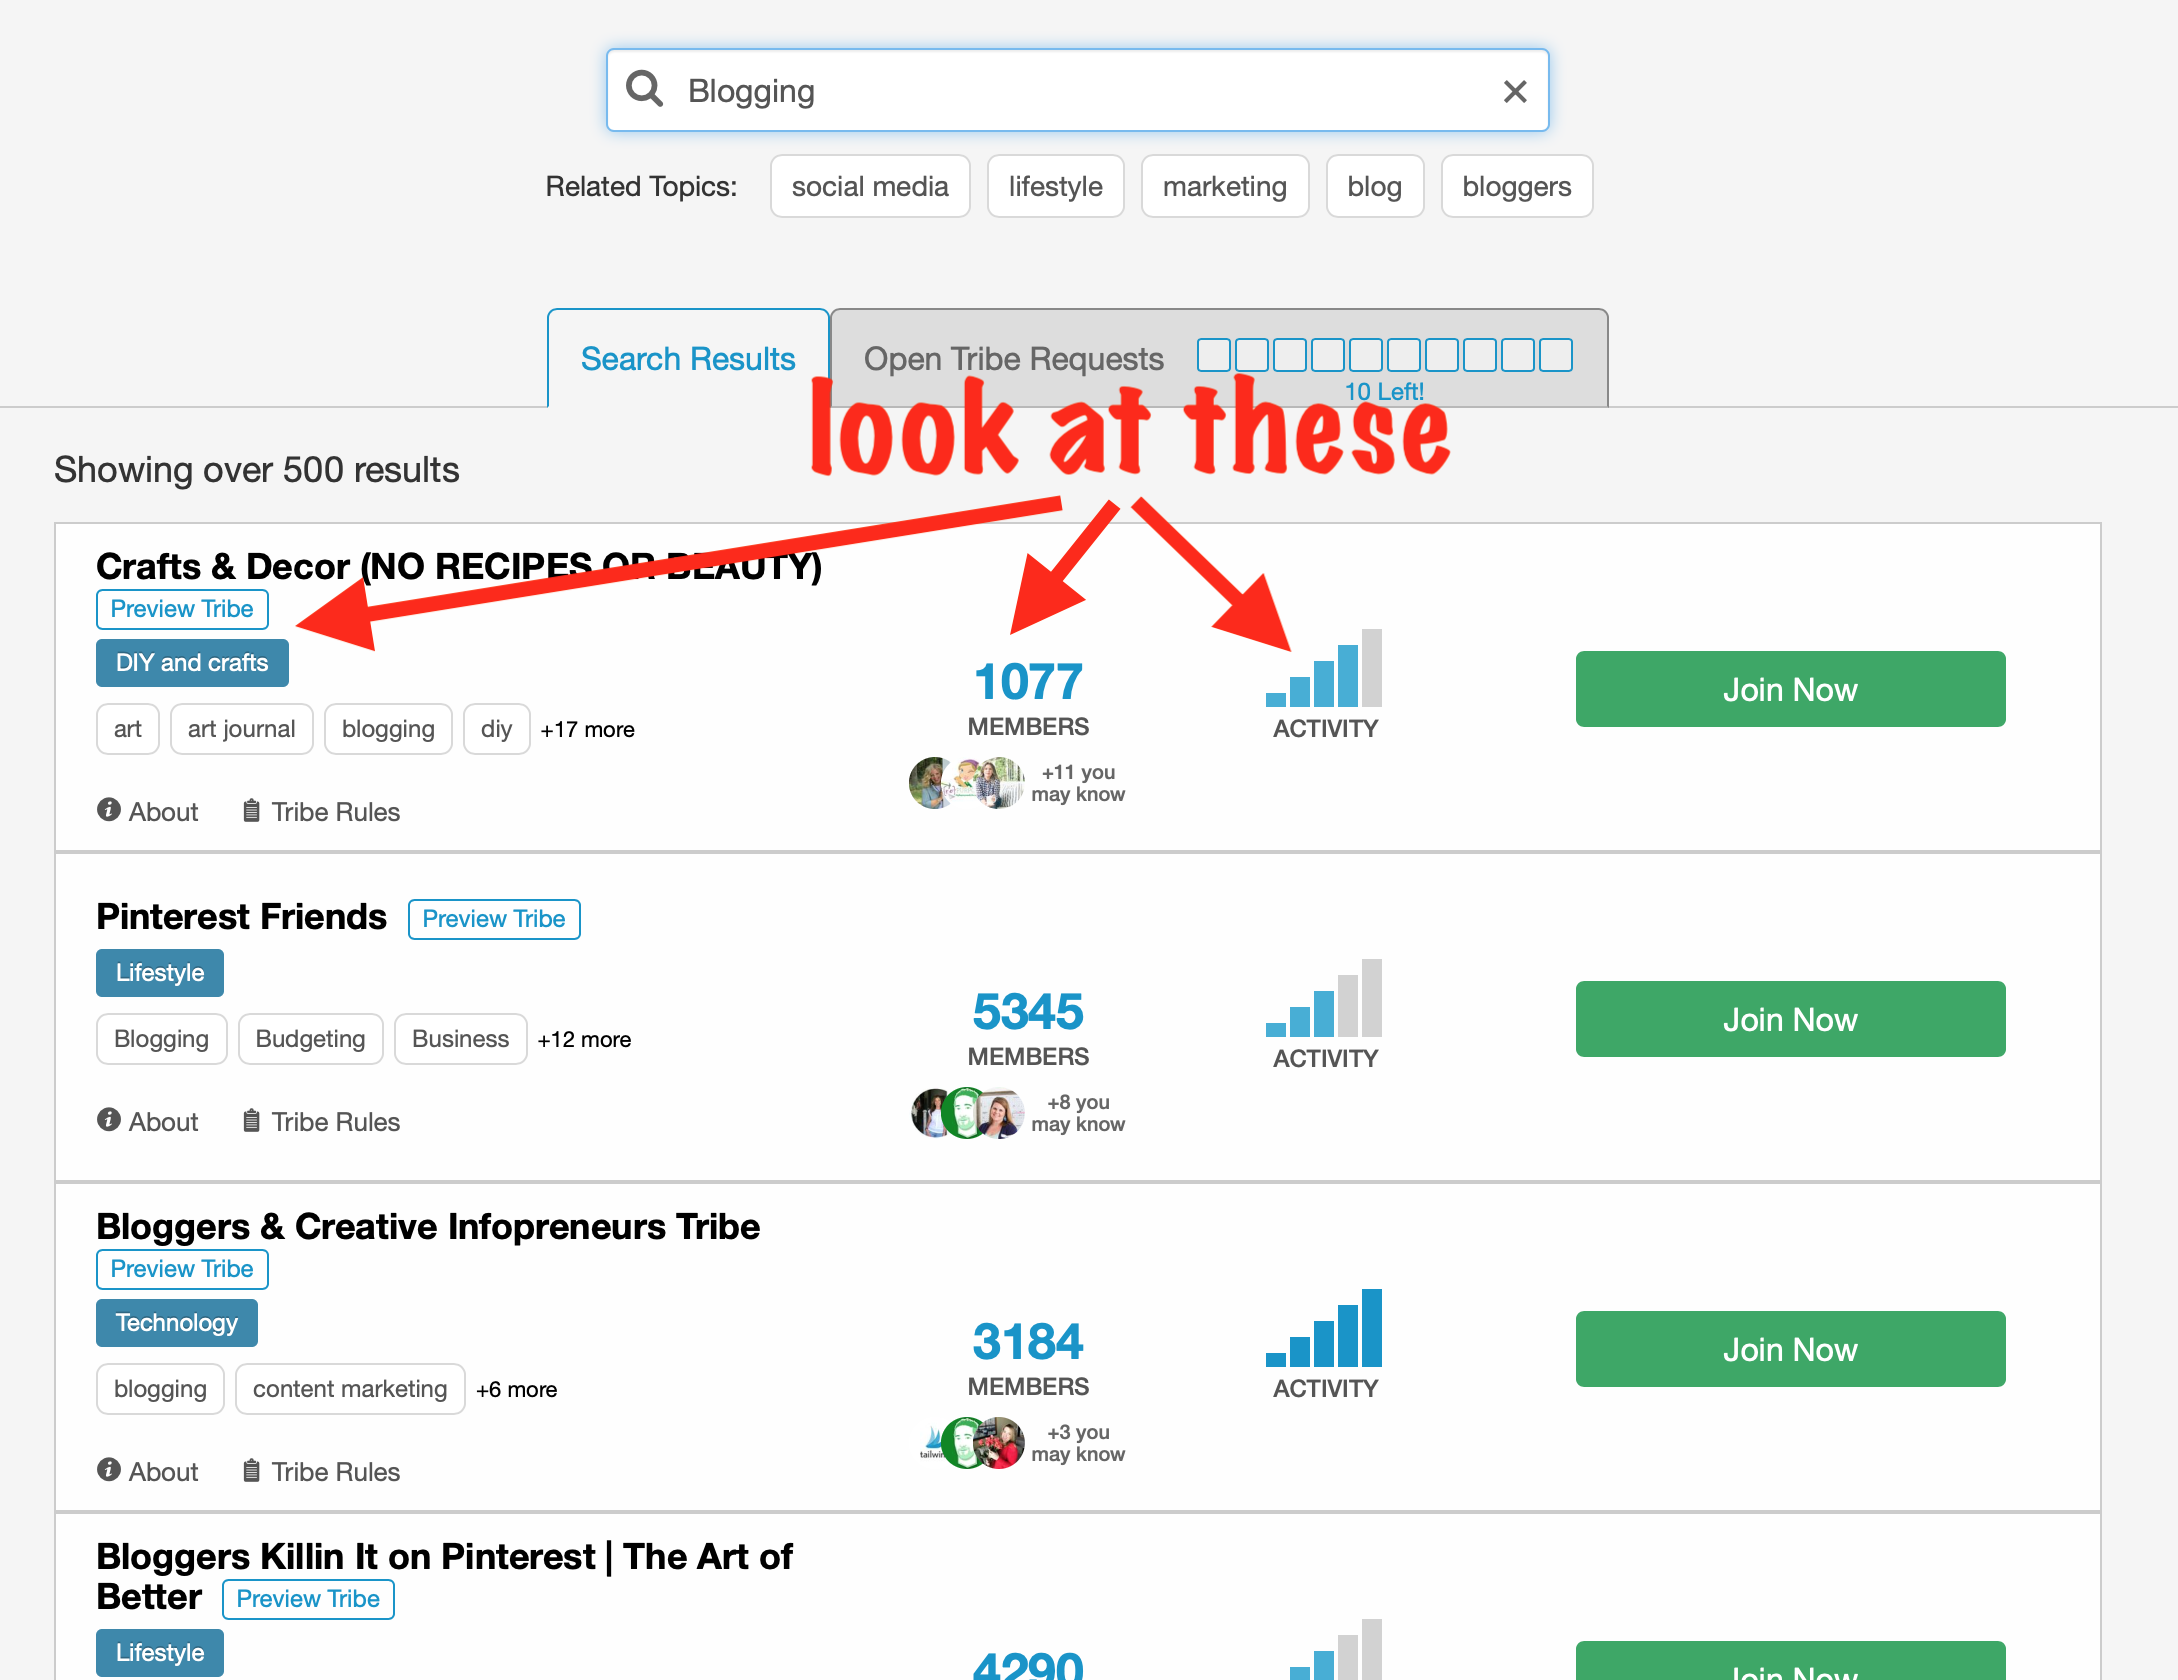 Blogging
Related Topics: social media lifestyle marketing blog bloggers
Search Results Open Tribe Requests
10 Left!
look at these
Showing over 500 results
Crafts & Decor (NO RECIPES OR BEAUTY)
Preview Tribe
DIY and crafts
art art journal blogging diy +17 more
About Tribe Rules
1077
MEMBERS
+11 you
may know
ACTIVITY
Join Now
Pinterest Friends Preview Tribe
Lifestyle
Blogging Budgeting Business +12 more
About Tribe Rules
5345
MEMBERS
+8 you
may know
ACTIVITY
Join Now
Bloggers & Creative Infopreneurs Tribe
Preview Tribe
Technology
blogging content marketing +6 more
About Tribe Rules
3184
MEMBERS
+3 you
may know
ACTIVITY
Join Now
Bloggers Killin It on Pinterest | The Art of
Better Preview Tribe
Lifestyle
4290
Join Now